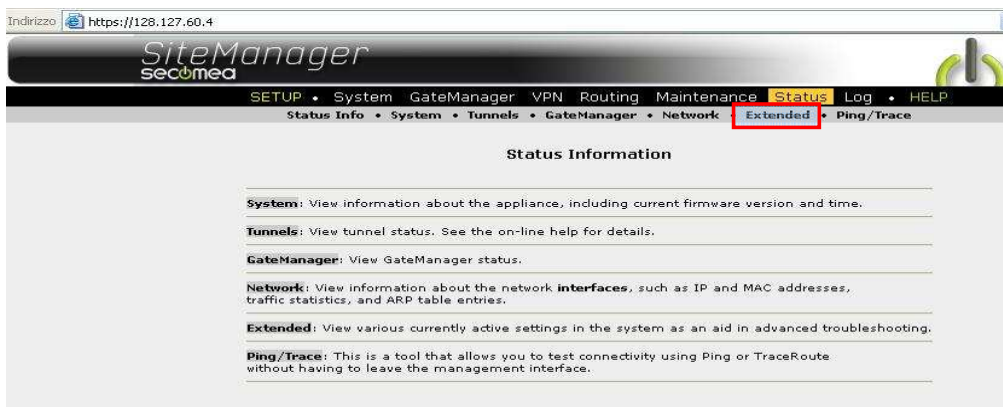 Indirizzo https://128.127.60.4
SiteManager
secomea
SETUP • System GateManager VPN Routing Maintenance Status Log • HELP
Status Info • System • Tunnels • GateManager • Network • Extended • Ping/Trace
Status Information
System: View information about the appliance, including current firmware version and time.
Tunnels: View tunnel status. See the on-line help for details.
GateManager: View GateManager status.
Network: View information about the network interfaces, such as IP and MAC addresses,
traffic statistics, and ARP table entries.
Extended: View various currently active settings in the system as an aid in advanced troubleshooting.
Ping/Trace: This is a tool that allows you to test connectivity using Ping or TraceRoute
without having to leave the management interface.